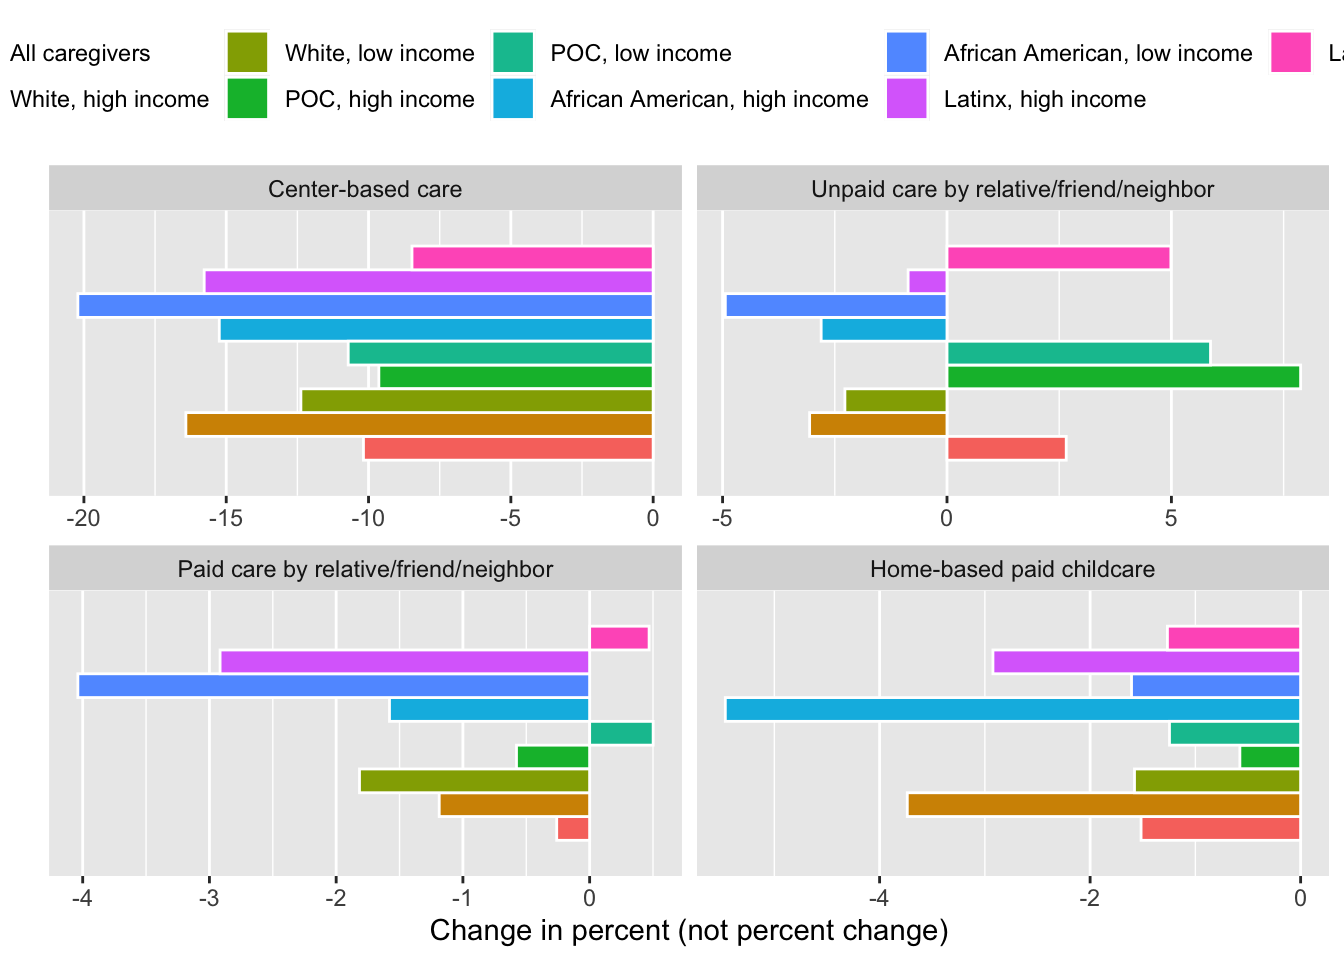 All caregivers White, low income POC, low income African American, low income
White, high income POC, high income African American, high income Latinx, high income
Center-based care Unpaid care by relative/friend/neighbor
-20 -15 -10 -5 0 -5 0 5
Paid care by relative/friend/neighbor Home-based paid childcare
-4 -3 -2 -1 0 -4 -2 0
Change in percent (not percent change)